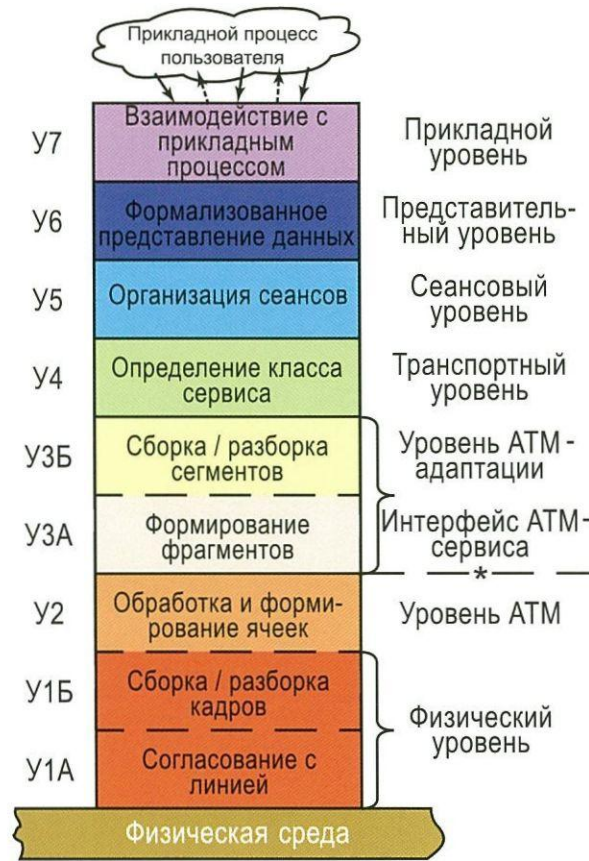 Прикладной процесс
пользователя
У7
Взаимодействие с
прикладным
процессом
Прикладной
уровень
У6
Формализованное
представление данных
Представитель-
ный уровень
У5
Организация сеансов
Сеансовый
уровень
У4
Определение класса
сервиса
Транспортный
уровень
У3Б
Сборка / разборка
сегментов
Уровень АТМ -
адаптации
У3А
Формирование
фрагментов
Интерфейс АТМ-
сервиса
*
У2
Обработка и форми-
рование ячеек
Уровень АТМ
У1Б
Сборка / разборка
кадров
Физический
уровень
У1А
Согласование с
линией
Физическая среда